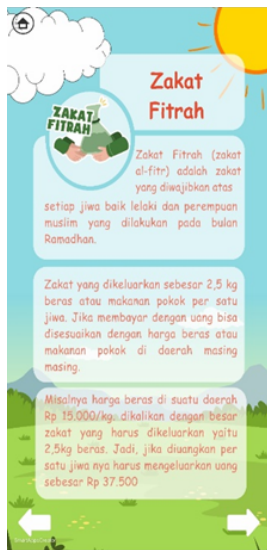 Zakat
Fitrah
ZAKAT
FITRAH
Zakat Fitrah (zakat
al-fitr) adalah zakat
yang diwajibkan atas
setiap jiwa baik lelaki dan perempuan
muslim yang dilakukan pada bulan
Ramadhan.
Zakat yang dikeluarkan sebesar 2,5 kg
beras atau makanan pokok per satu
jiwa. Jika membayar dengan uang bisa
disesuaikan dengan harga beras atau
makanan pokok di daerah masing
masing.
Misalnya harga beras di suatu daerah
Rp 15.000/kg, dikalikan dengan besar
zakat yang harus dikeluarkan yaitu
2,5kg beras. Jadi, jika diuangkan per
satu jiwa nya harus mengeluarkan uang
sebesar Rp 37.500